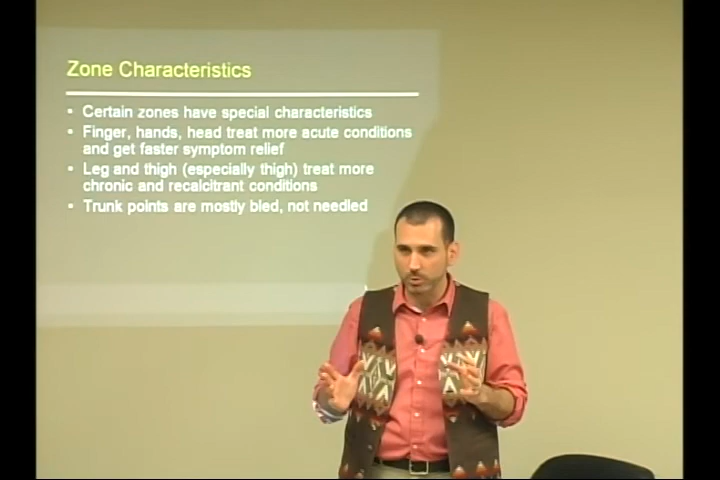 Zone Characteristics
• Certain zones have special characteristics
• Finger, hands, head treat more acute conditions
and get faster symptom relief
• Leg and thigh (especially thigh) treat more
chronic and recalcitrant conditions
• Trunk points are mostly bled, not needled